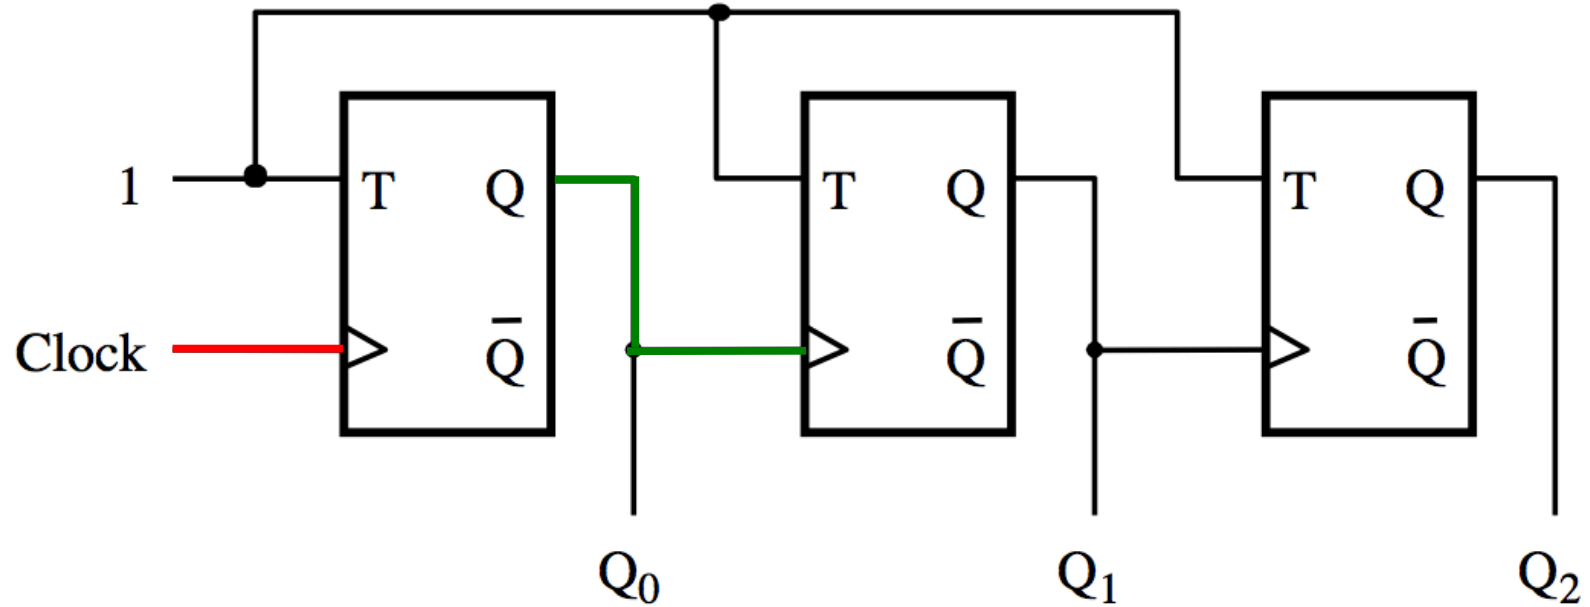 1 T Q T Q T Q
Clock Q̅ Q̅ Q̅
Q₀ Q₁ Q₂